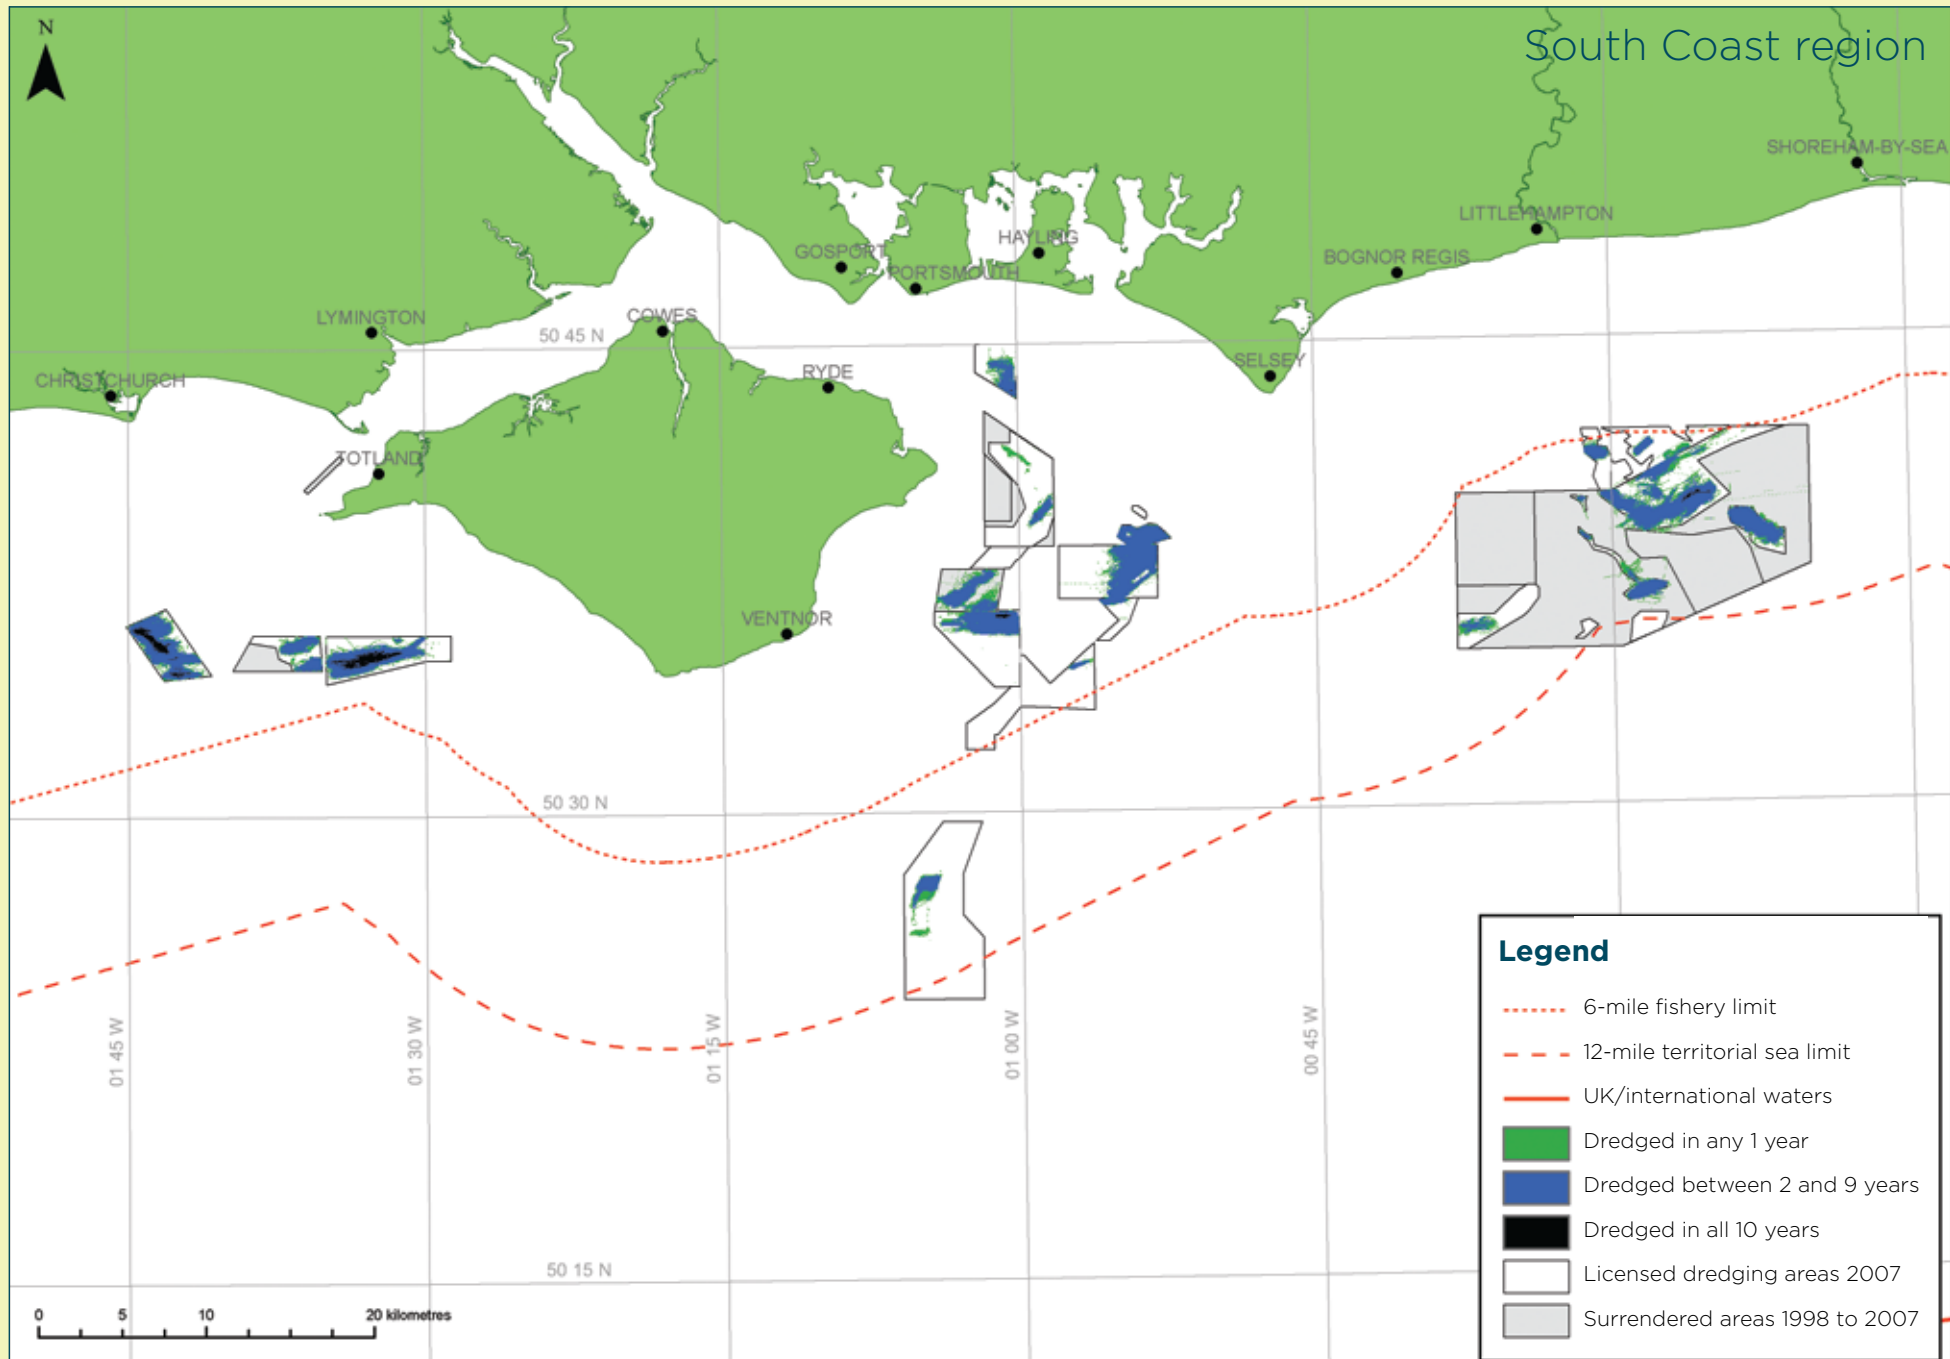 South Coast region
N
SHOREHAM-BY-SEA
LITTLEHAMPTON
HAYLING
GOSPORT
BOGNOR REGIS
PORTSMOUTH
LYMINGTON
COWES
50 45 N
SELSEY
RYDE
CHRISTCHURCH
TOTLAND
VENTNOR
50 30 N
01 45 W
01 30 W
01 15 W
01 00 W
00 45 W
50 15 N
0 5 10 20 kilometres
Legend
6-mile fishery limit
12-mile territorial sea limit
UK/international waters
Dredged in any 1 year
Dredged between 2 and 9 years
Dredged in all 10 years
Licensed dredging areas 2007
Surrendered areas 1998 to 2007